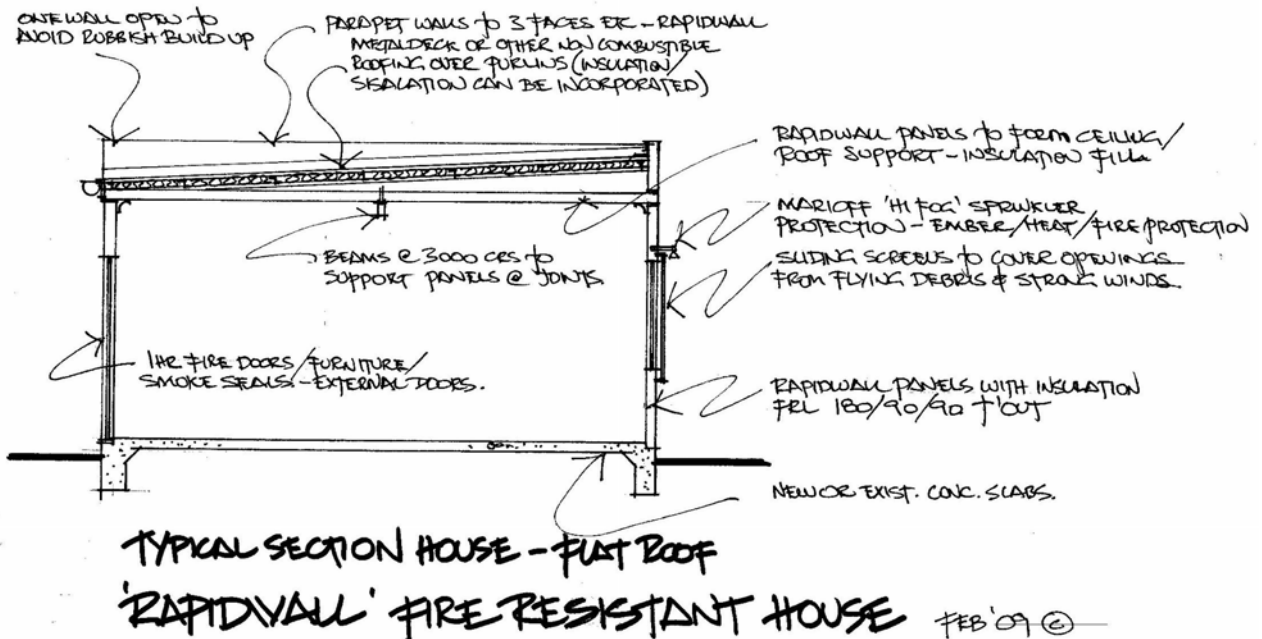 ONE WALL OPEN TO
AVOID RUBBISH BUILD UP
PARAPET WALLS TO 3 FACES ETC - RAPIDWALL
METALDECK OR OTHER NON COMBUSTIBLE
ROOFING OVER PURLINS (INSULATION/
SISALATION CAN BE INCORPORATED)
RAPIDWALL PANELS TO FORM CEILING/
ROOF SUPPORT - INSULATION FILL
MARIOFF 'HI FOG' SPRINKLER
PROTECTION - EMBER/HEAT/FIRE PROTECTION
SLIDING SCREENS TO COVER OPENINGS
FROM FLYING DEBRIS & STRONG WINDS.
BEAMS @ 3000 CRS TO
SUPPORT PANELS @ JOINTS.
1HR FIRE DOORS/FURNITURE/
SMOKE SEALS - EXTERNAL DOORS.
RAPIDWALL PANELS WITH INSULATION
FRL 180/90/90 T'OUT
NEW OR EXIST. CONC. SLABS.
TYPICAL SECTION HOUSE - FLAT ROOF
'RAPIDWALL' FIRE RESISTANT HOUSE FEB '09 ©